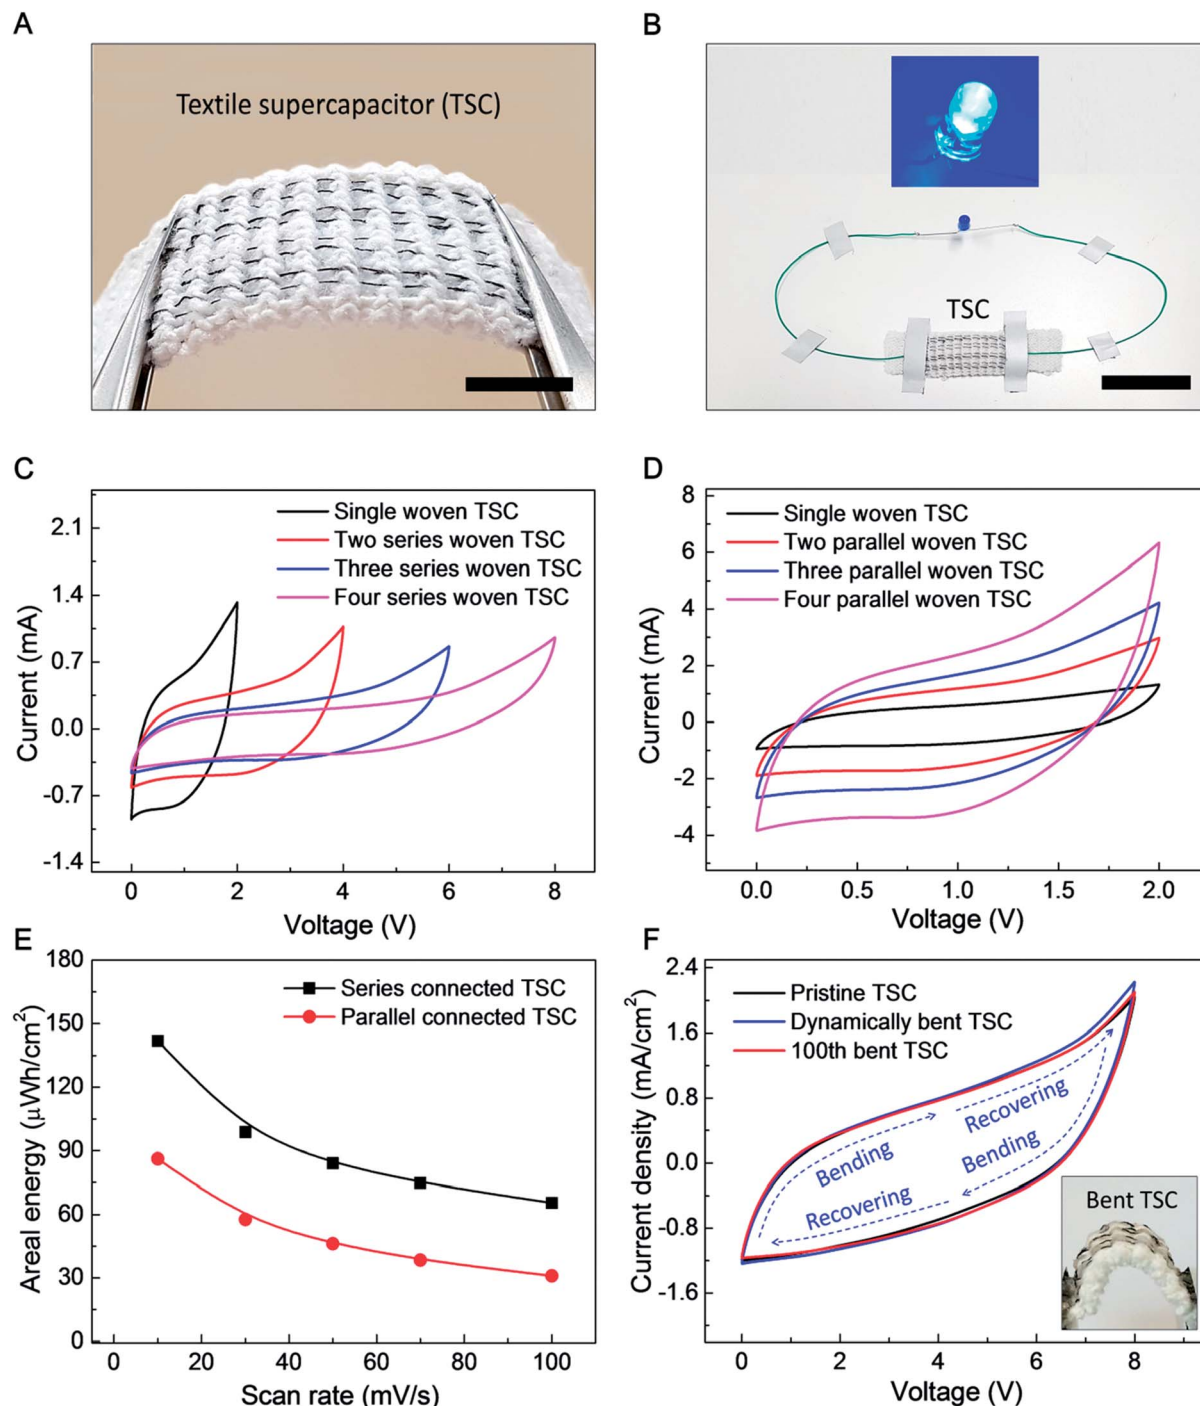 A
Textile supercapacitor (TSC)
B
TSC
C
Current (mA)
2.1
1.4
0.7
0.0
-0.7
-1.4
Single woven TSC
Two series woven TSC
Three series woven TSC
Four series woven TSC
0 2 4 6 8
Voltage (V)
D
Current (mA)
8
6
4
2
0
-2
-4
Single woven TSC
Two parallel woven TSC
Three parallel woven TSC
Four parallel woven TSC
0.0 0.5 1.0 1.5 2.0
Voltage (V)
E
Areal energy (μWh/cm²)
180
150
120
90
60
30
0
Series connected TSC
Parallel connected TSC
0 20 40 60 80 100
Scan rate (mV/s)
F
Current density (mA/cm²)
2.4
1.6
0.8
0.0
-0.8
-1.6
Pristine TSC
Dynamically bent TSC
100th bent TSC
Bending
Recovering
Bending
Recovering
Bent TSC
0 2 4 6 8
Voltage (V)